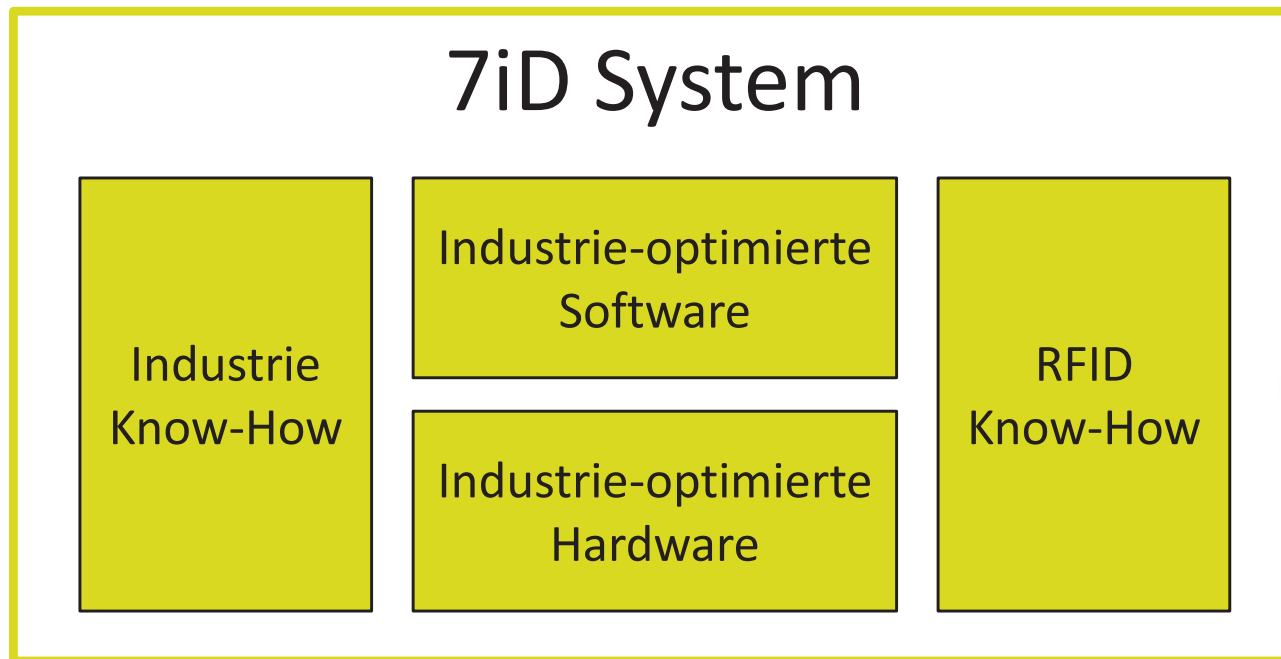 7iD System
Industrie
Know-How
Industrie-optimierte
Software
Industrie-optimierte
Hardware
RFID
Know-How